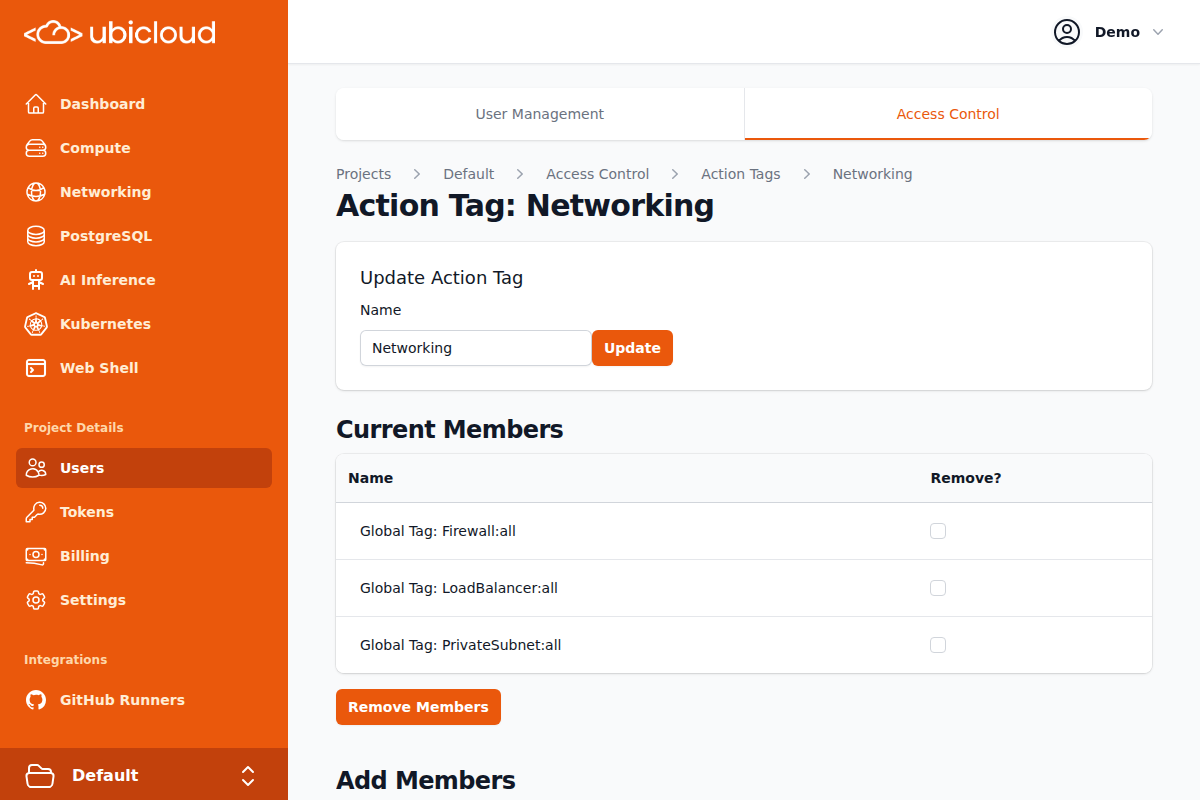 ubicloud
Demo
Dashboard
Compute
Networking
PostgreSQL
AI Inference
Kubernetes
Web Shell
Project Details
Users
Tokens
Billing
Settings
Integrations
GitHub Runners
Default
User Management
Access Control
Projects > Default > Access Control > Action Tags > Networking
Action Tag: Networking
Update Action Tag
Name
Networking
Update
Current Members
Name Remove?
Global Tag: Firewall:all
Global Tag: LoadBalancer:all
Global Tag: PrivateSubnet:all
Remove Members
Add Members